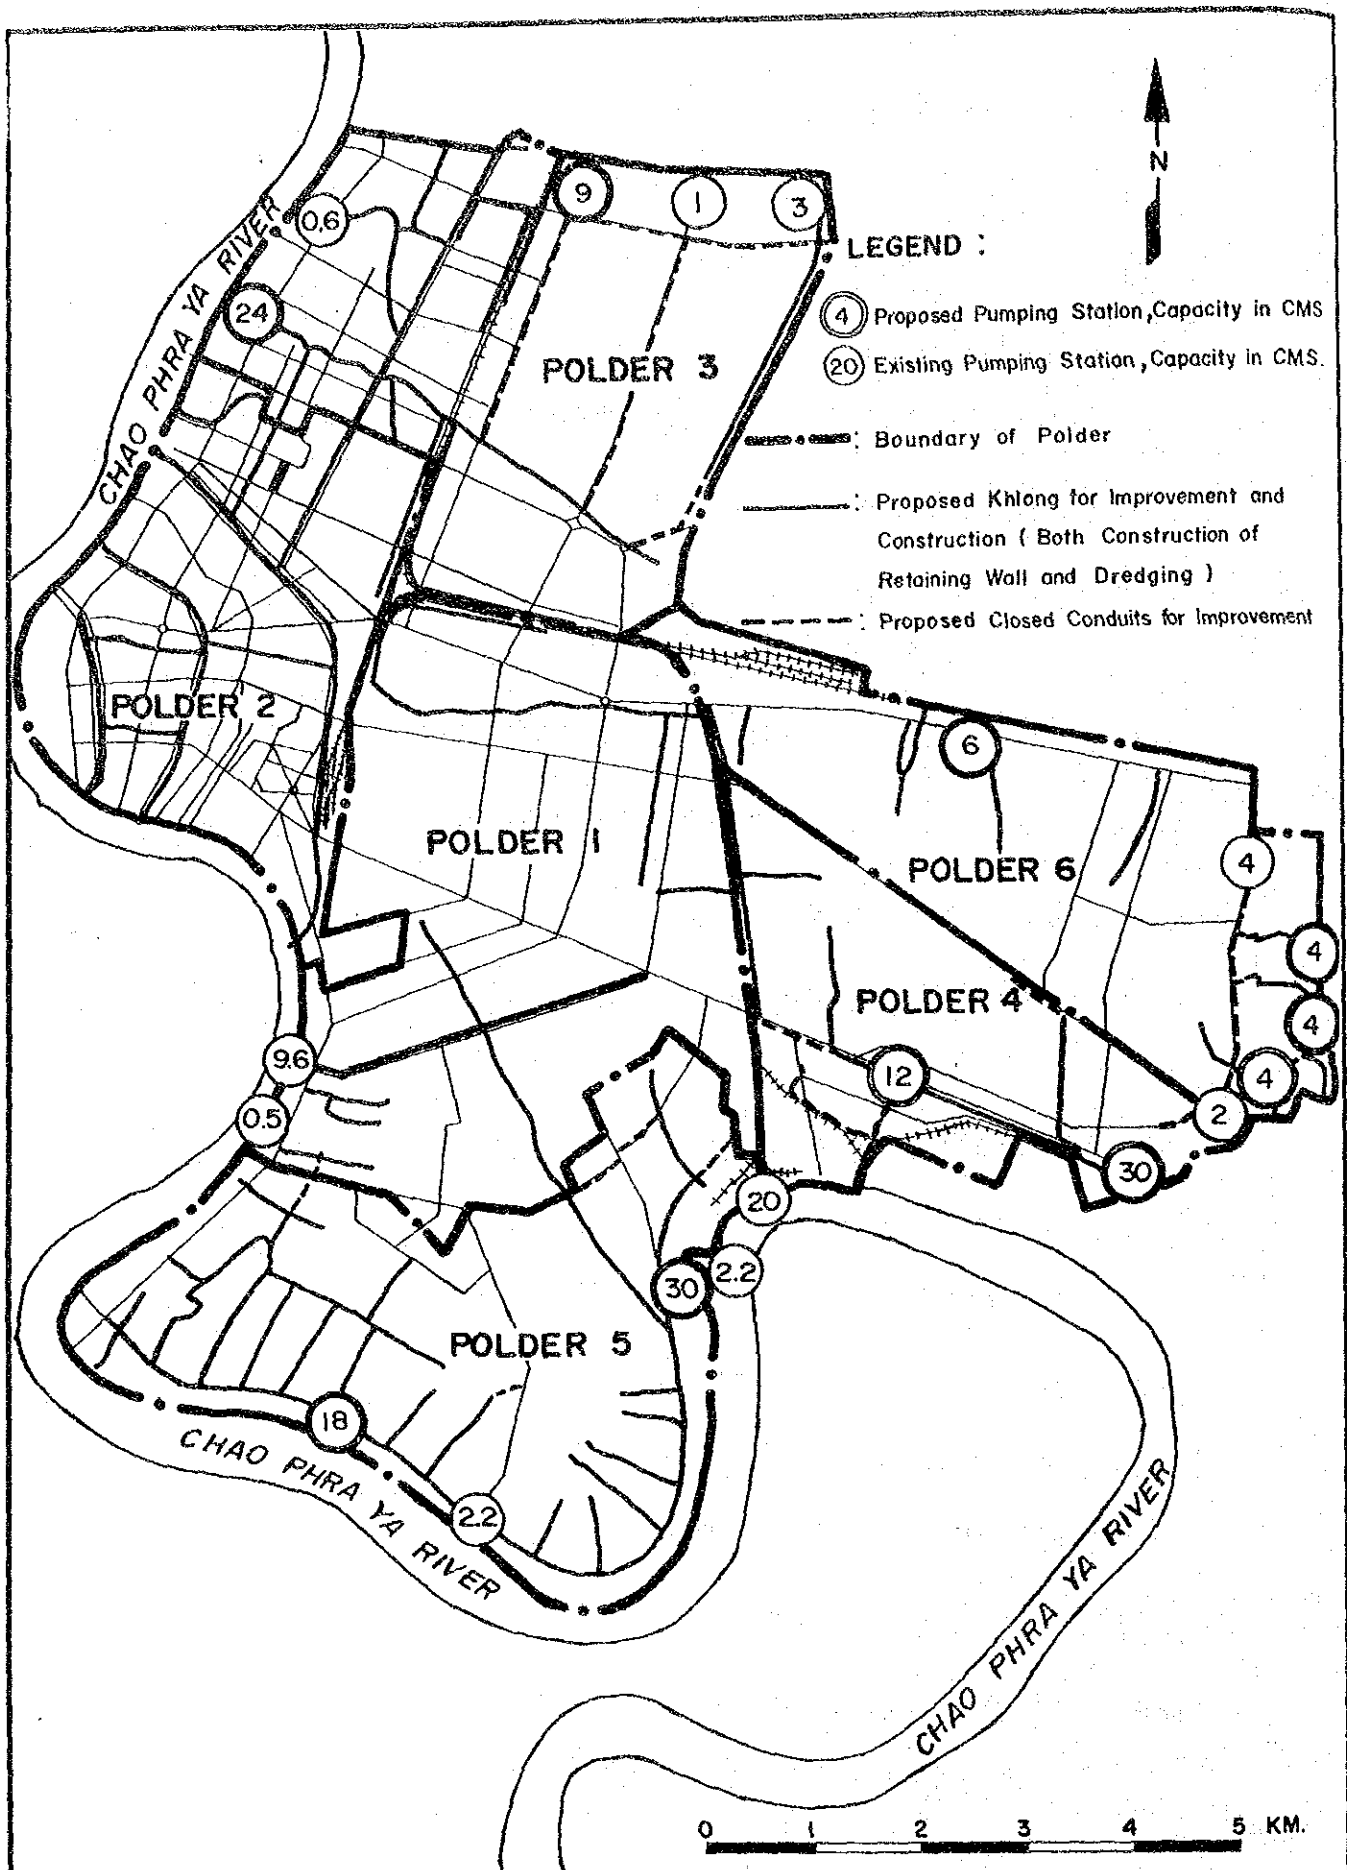 N
9
1
3
0.6
CHAO PHRA YA RIVER
LEGEND :
24
4 Proposed Pumping Station, Capacity in CMS
20 Existing Pumping Station, Capacity in CMS.
POLDER 3
: Boundary of Polder
: Proposed Khlong for Improvement and
Construction ( Both Construction of
Retaining Wall and Dredging )
: Proposed Closed Conduits for Improvement
POLDER 2
6
POLDER 1
POLDER 6
4
4
POLDER 4
4
9.6
12
4
0.5
2
30
20
2.2
30
POLDER 5
18
CHAO PHRA YA RIVER
2.2
CHAO PHRA YA RIVER
0 1 2 3 4 5 KM.